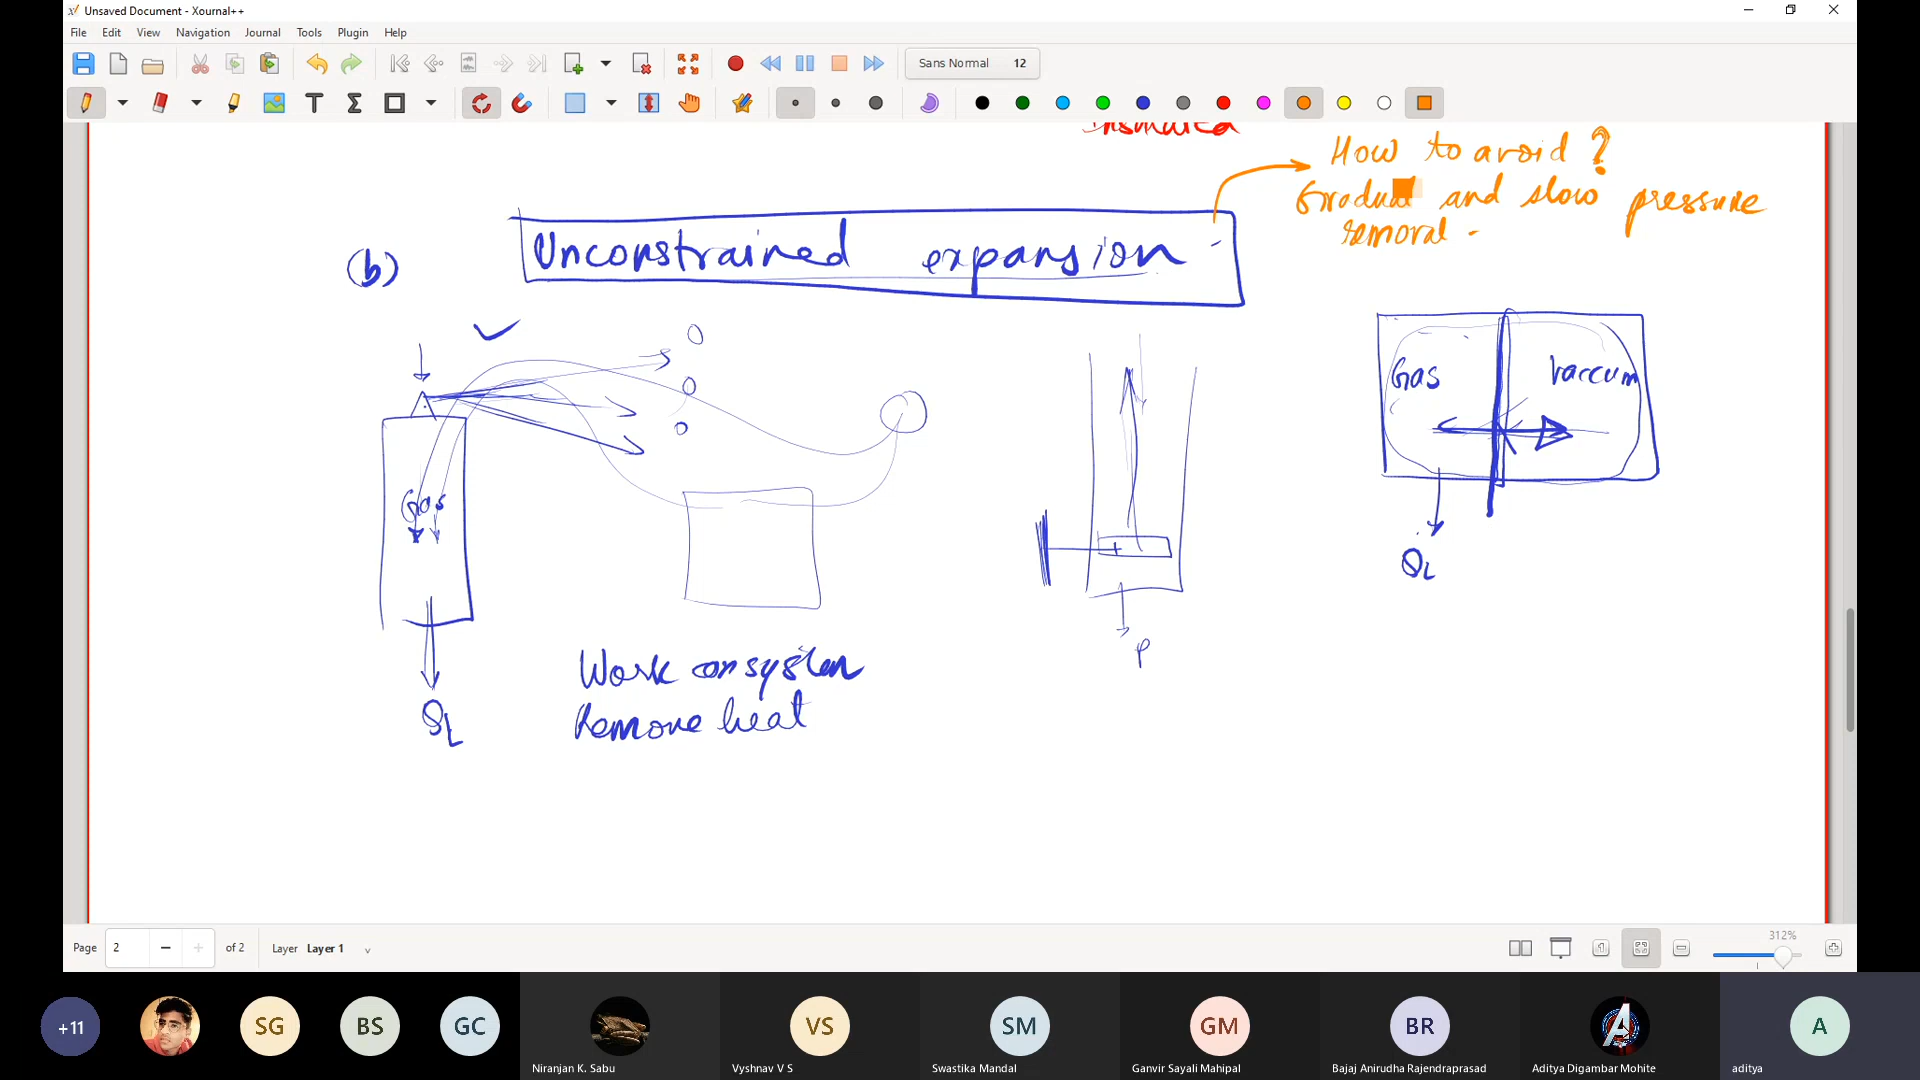 Unsaved Document - Xournal++
File Edit View Navigation Journal Tools Plugin Help
Sans Normal 12
How to avoid ?
Gradual and slow pressure
removal -
(b) Unconstrained expansion
Gas Vaccum
0
0
0
Gas
QL
P
Work on system
Remove heat
QL
Page 2 of 2 Layer Layer 1
312%
+11 SG BS GC VS SM GM BR A
Niranjan K. Sabu Vyshnav V S Swastika Mandal Ganvir Sayali Mahipal Bajaj Anirudha Rajendraprasad Aditya Digambar Mohite aditya